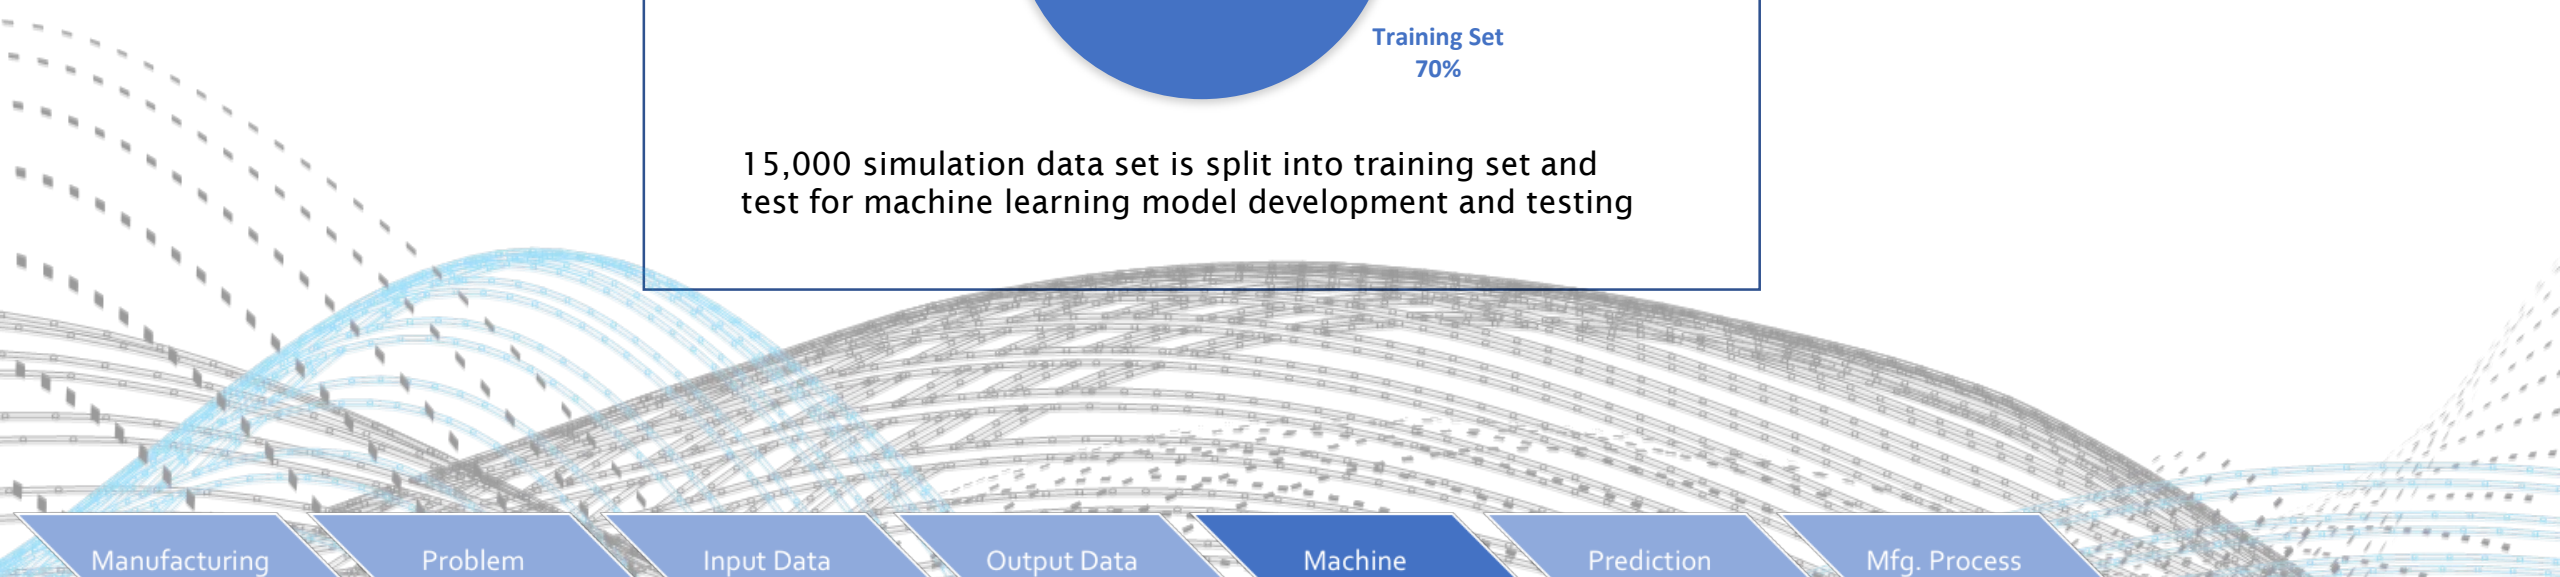 Training Set
70%
15,000 simulation data set is split into training set and
test for machine learning model development and testing
Manufacturing
Problem
Input Data
Output Data
Machine
Prediction
Mfg. Process